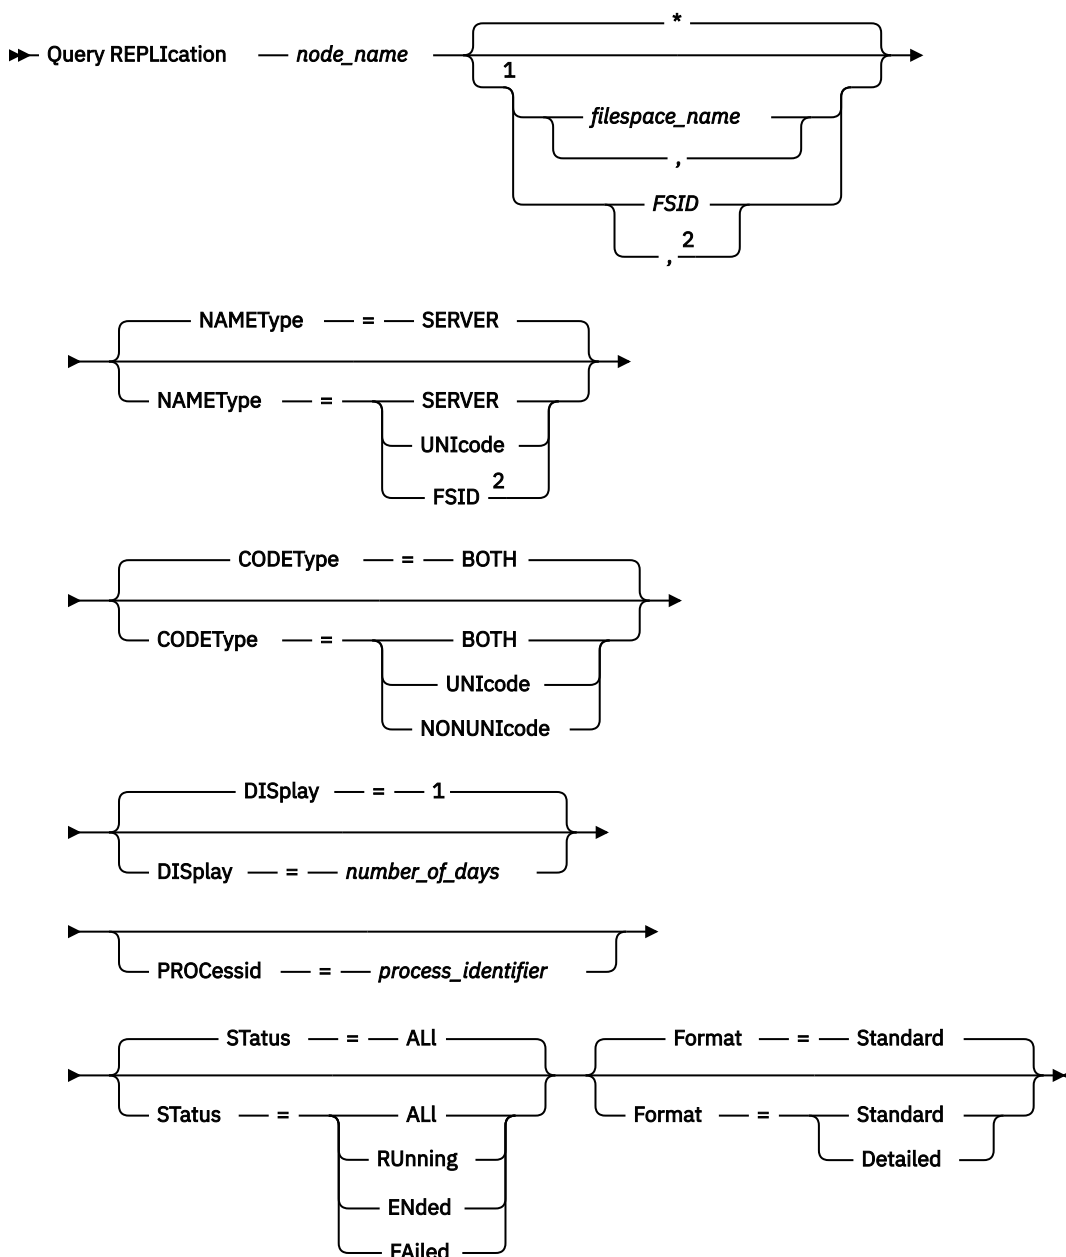 *
Query REPLIcation node_name
1
filespace_name
,
FSID
, 2
NAMEType = SERVER
NAMEType = SERVER
UNIcode
FSID 2
CODEType = BOTH
CODEType = BOTH
UNIcode
NONUNIcode
DISplay = 1
DISplay = number_of_days
PROCessid = process_identifier
STatus = ALl Format = Standard
STatus = ALl Format = Standard
RUnning Detailed
ENded
FAiled